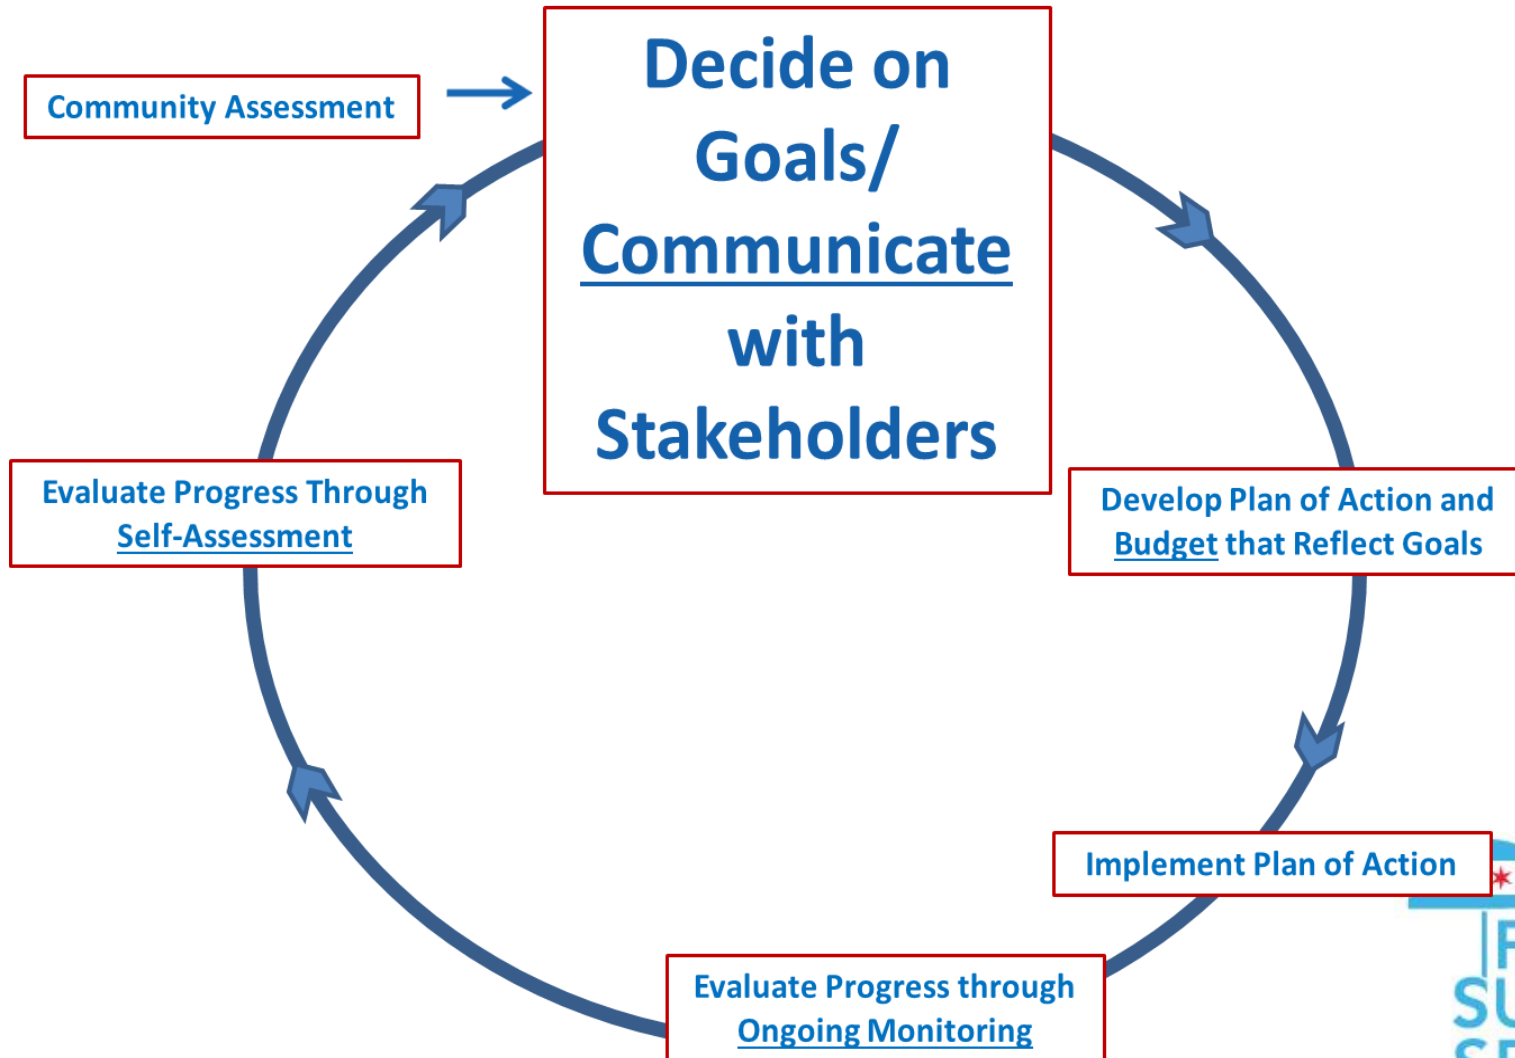 Community Assessment
Decide on
Goals/
Communicate
with
Stakeholders
Develop Plan of Action and
Budget that Reflect Goals
Implement Plan of Action
Evaluate Progress through
Ongoing Monitoring
Evaluate Progress Through
Self-Assessment